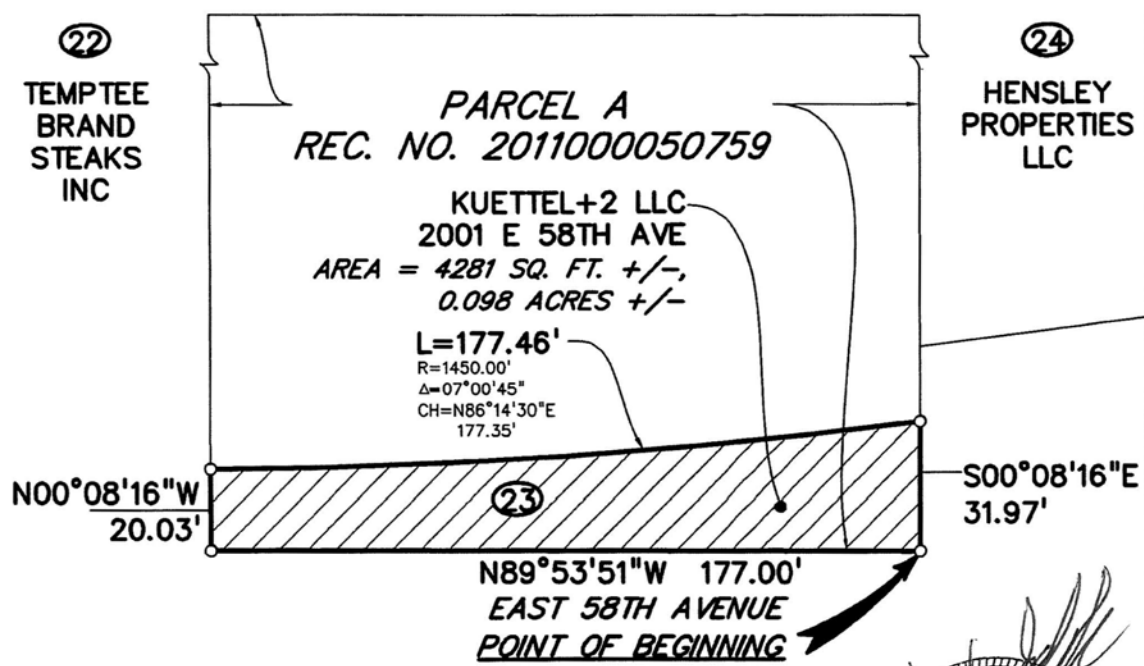 22
TEMPTEE
BRAND
STEAKS
INC
24
HENSLEY
PROPERTIES
LLC
PARCEL A
REC. NO. 2011000050759
KUETTEL+2 LLC
2001 E 58TH AVE
AREA = 4281 SQ. FT. +/-,
0.098 ACRES +/-
L=177.46'
R=1450.00'
Δ=07°00'45"
CH=N86°14'30"E
177.35'
N00°08'16"W
20.03'
23
S00°08'16"E
31.97'
N89°53'51"W 177.00'
EAST 58TH AVENUE
POINT OF BEGINNING